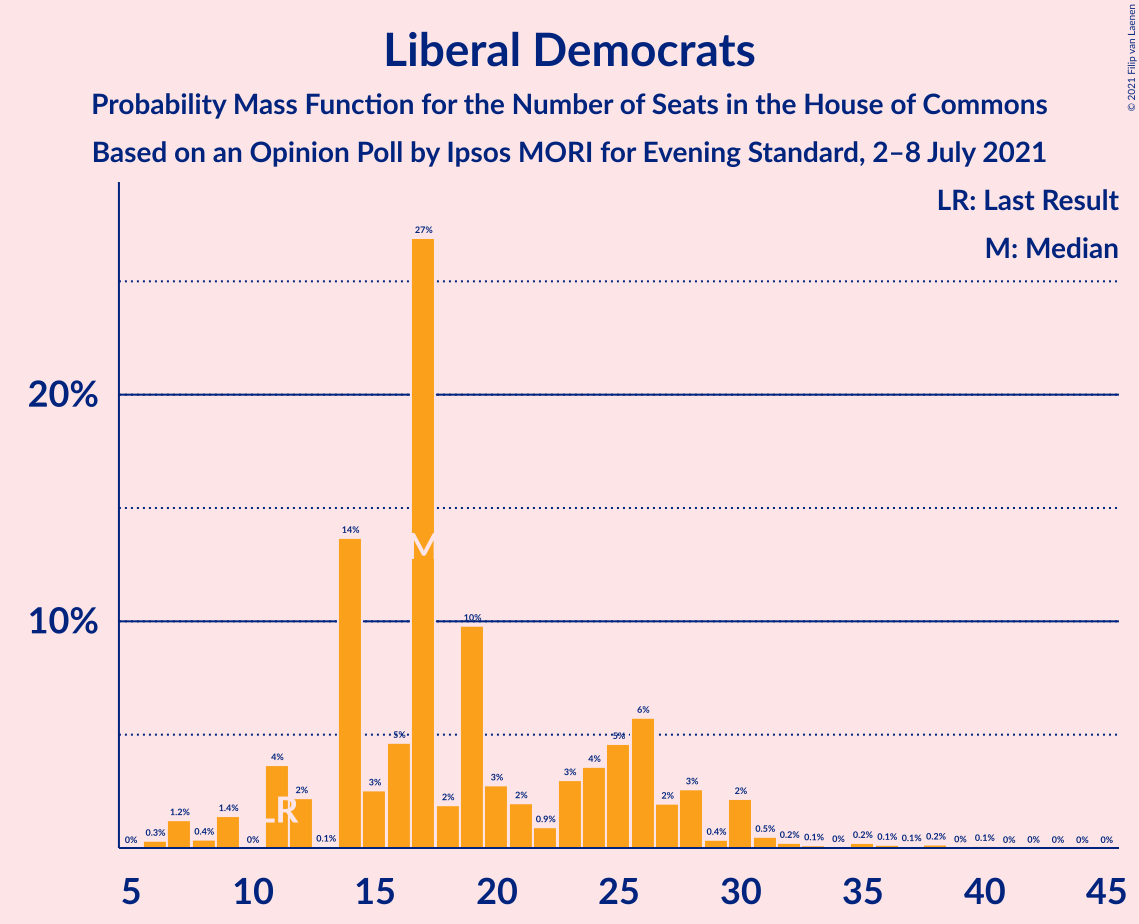 © 2021 Filip van Laenen
Liberal Democrats
Probability Mass Function for the Number of Seats in the House of Commons
Based on an Opinion Poll by Ipsos MORI for Evening Standard, 2–8 July 2021
LR: Last Result
M: Median
20%
10%
0% 0.3% 1.2% 0.4% 1.4% 0% 4% 2% 0.1% 14% 3% 5% 27% 2% 10% 3% 2% 0.9% 3% 4% 5% 6% 2% 3% 0.4% 2% 0.5% 0.2% 0.1% 0% 0.2% 0.1% 0.1% 0.2% 0% 0.1% 0% 0% 0% 0% 0%
M
LR
5 10 15 20 25 30 35 40 45